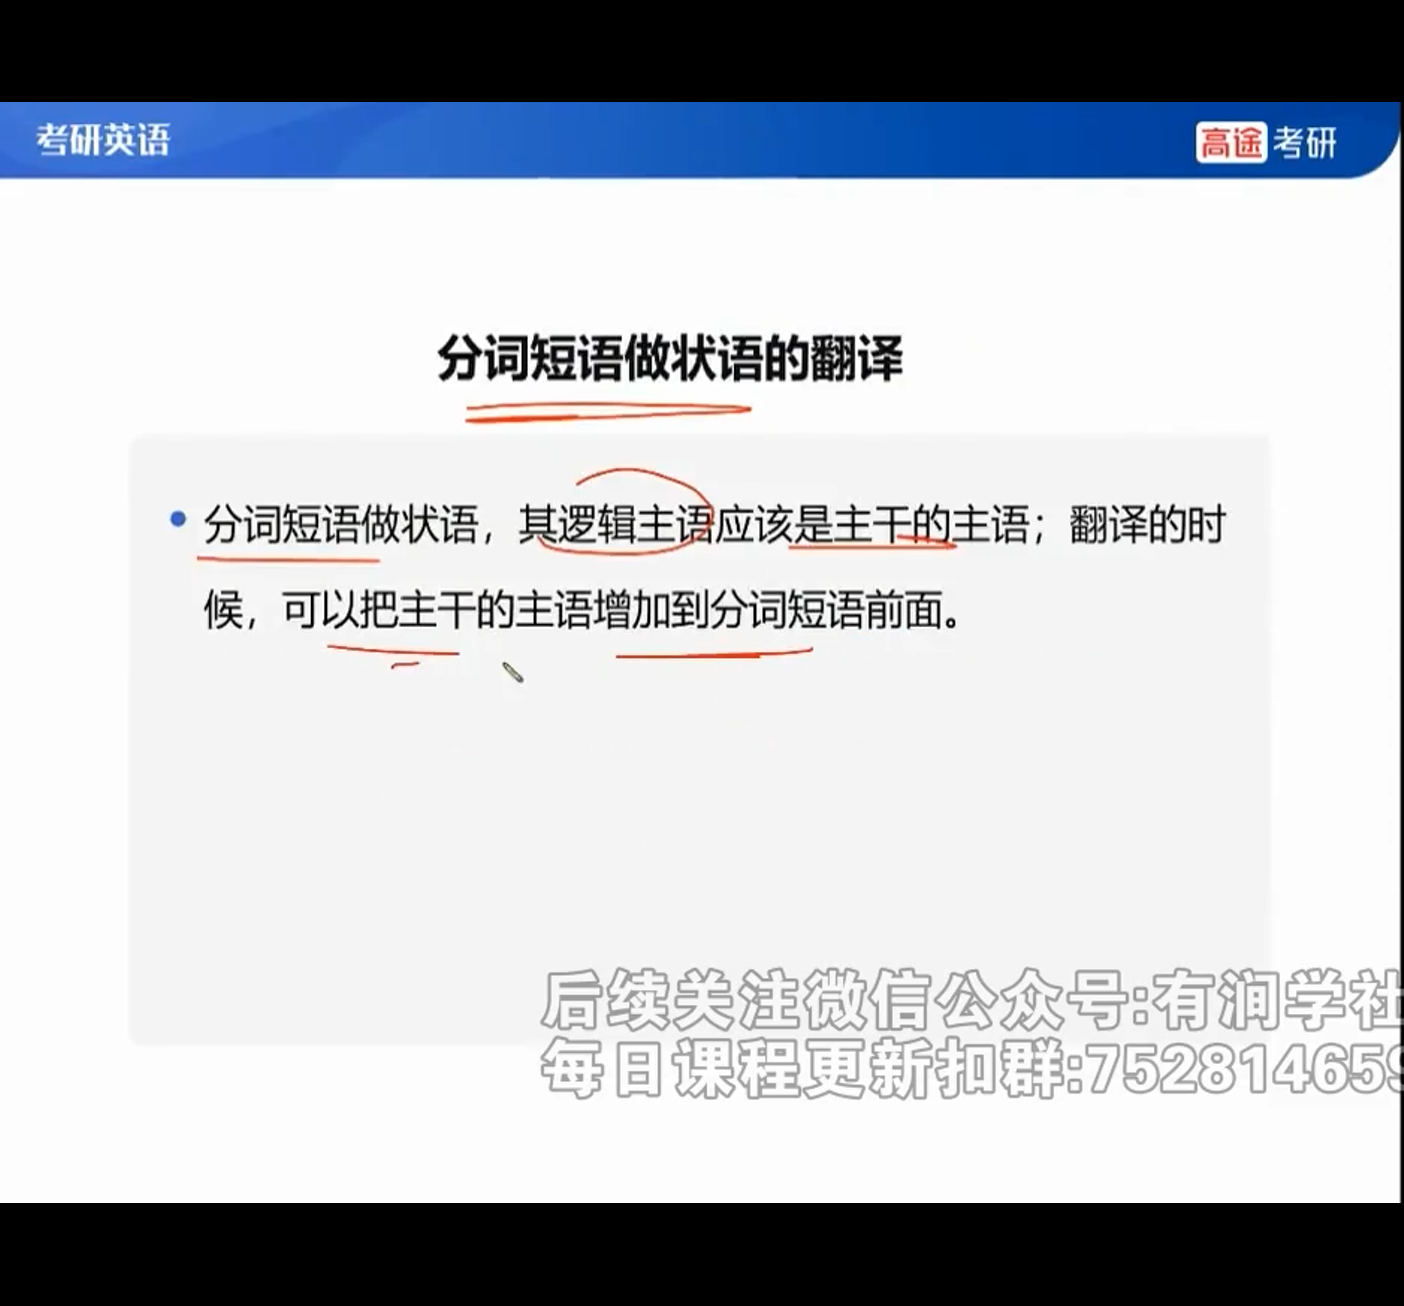 考研英语
高途考研
分词短语做状语的翻译
分词短语做状语，其逻辑主语应该是主干的主语；翻译的时
候，可以把主干的主语增加到分词短语前面。
后续关注微信公众号:有润学社
每日课程更新扣群:752814659